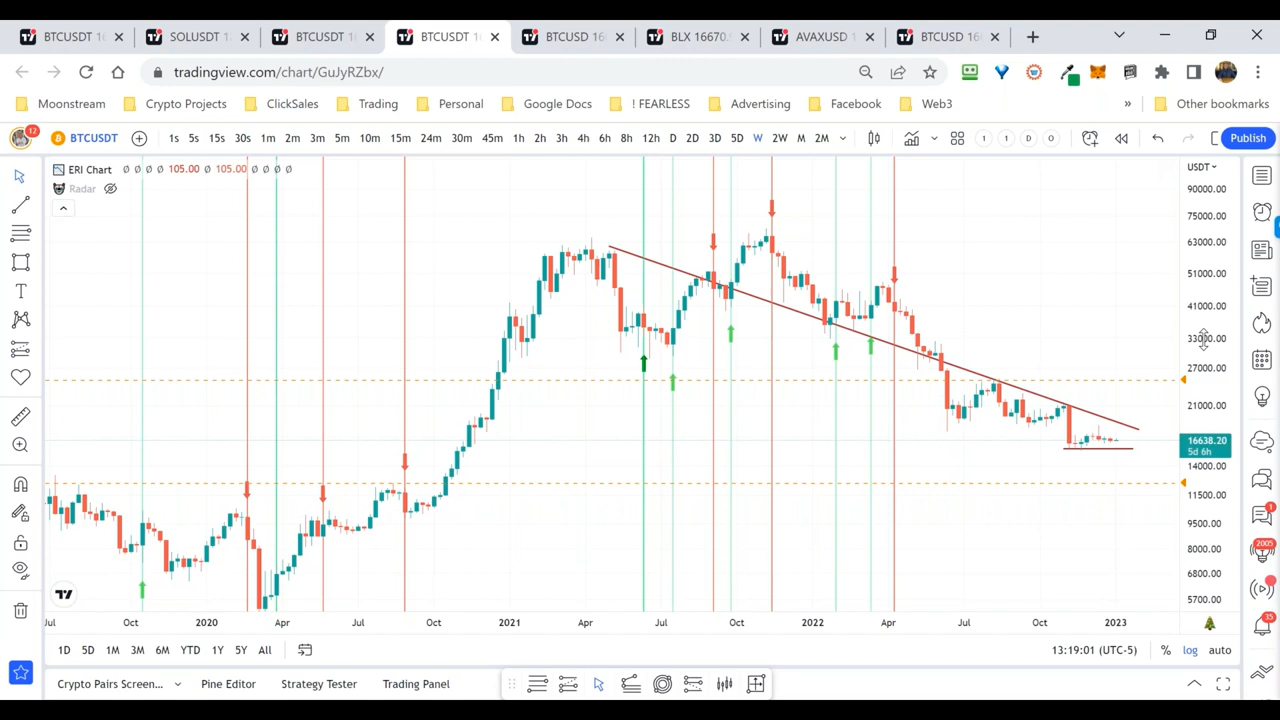 BTCUSDT 16 SOLUSDT 1 BTCUSDT 16 BTCUSDT 16 BTCUSD 16 BLX 16670. AVAXUSD 1 BTCUSD 16
tradingview.com/chart/GuJyRZbx/
Moonstream Crypto Projects ClickSales Trading Personal Google Docs ! FEARLESS Advertising Facebook Web3 » Other bookmarks
12 BTCUSDT 1s 5s 15s 30s 1m 2m 3m 5m 10m 15m 24m 30m 45m 1h 2h 3h 4h 6h 8h 12h D 2D 3D 5D W 2W M 2M 1 1 D O Publish
ERI Chart Ø Ø Ø Ø 105.00 Ø 105.00 Ø Ø Ø Ø USDT
Radar
90000.00
75000.00
63000.00
51000.00
41000.00
33000.00
27000.00
21000.00
16638.20
5d 6h
14000.00
11500.00
9500.00
8000.00
6800.00
5700.00
1
2005
35
Jul Oct 2020 Apr Jul Oct 2021 Apr Jul Oct 2022 Apr Jul Oct 2023
1D 5D 1M 3M 6M YTD 1Y 5Y All 13:19:01 (UTC-5) % log auto
Crypto Pairs Screen... Pine Editor Strategy Tester Trading Panel